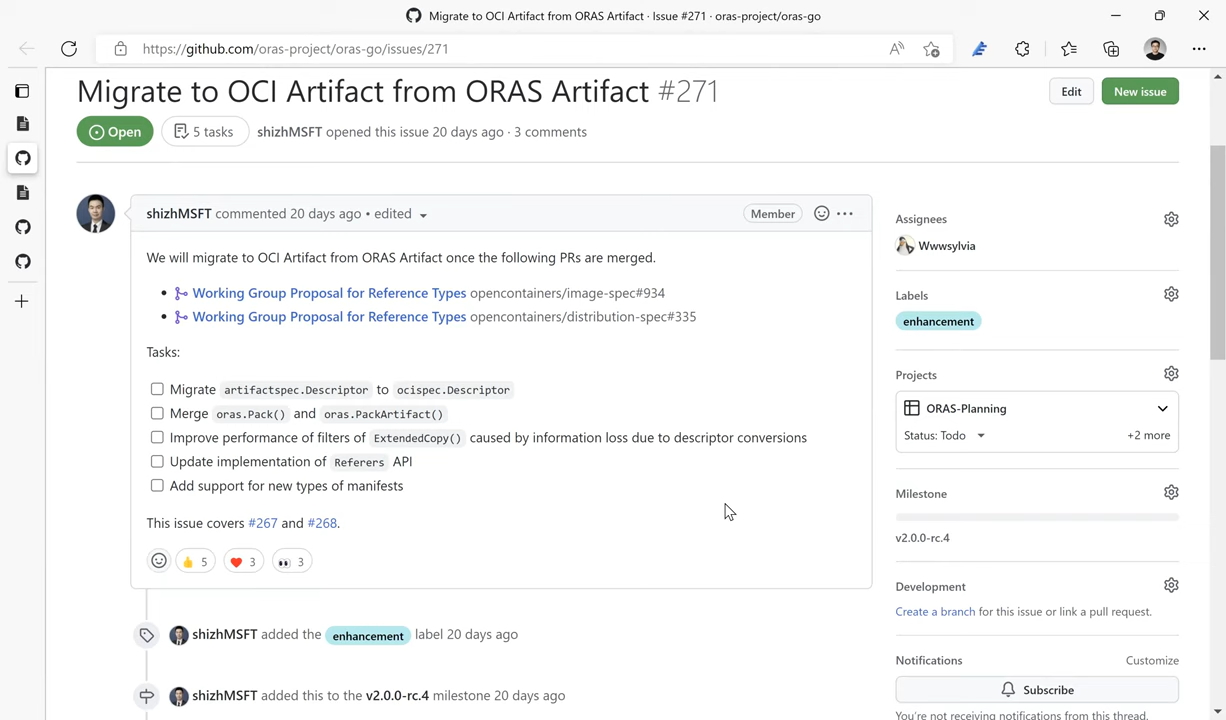 Migrate to OCI Artifact from ORAS Artifact · Issue #271 · oras-project/oras-go
https://github.com/oras-project/oras-go/issues/271
Migrate to OCI Artifact from ORAS Artifact #271
Edit
New issue
Open
5 tasks
shizhMSFT opened this issue 20 days ago · 3 comments
shizhMSFT commented 20 days ago • edited
Member
We will migrate to OCI Artifact from ORAS Artifact once the following PRs are merged.
• Working Group Proposal for Reference Types opencontainers/image-spec#934
• Working Group Proposal for Reference Types opencontainers/distribution-spec#335
Tasks:
Migrate artifactspec.Descriptor to ocispec.Descriptor
Merge oras.Pack() and oras.PackArtifact()
Improve performance of filters of ExtendedCopy() caused by information loss due to descriptor conversions
Update implementation of Referers API
Add support for new types of manifests
This issue covers #267 and #268.
👍 5
❤️ 3
👀 3
shizhMSFT added the enhancement label 20 days ago
shizhMSFT added this to the v2.0.0-rc.4 milestone 20 days ago
Assignees
Wwwsylvia
Labels
enhancement
Projects
ORAS-Planning
Status: Todo
+2 more
Milestone
v2.0.0-rc.4
Development
Create a branch for this issue or link a pull request.
Notifications
Customize
Subscribe
You're not receiving notifications from this thread.